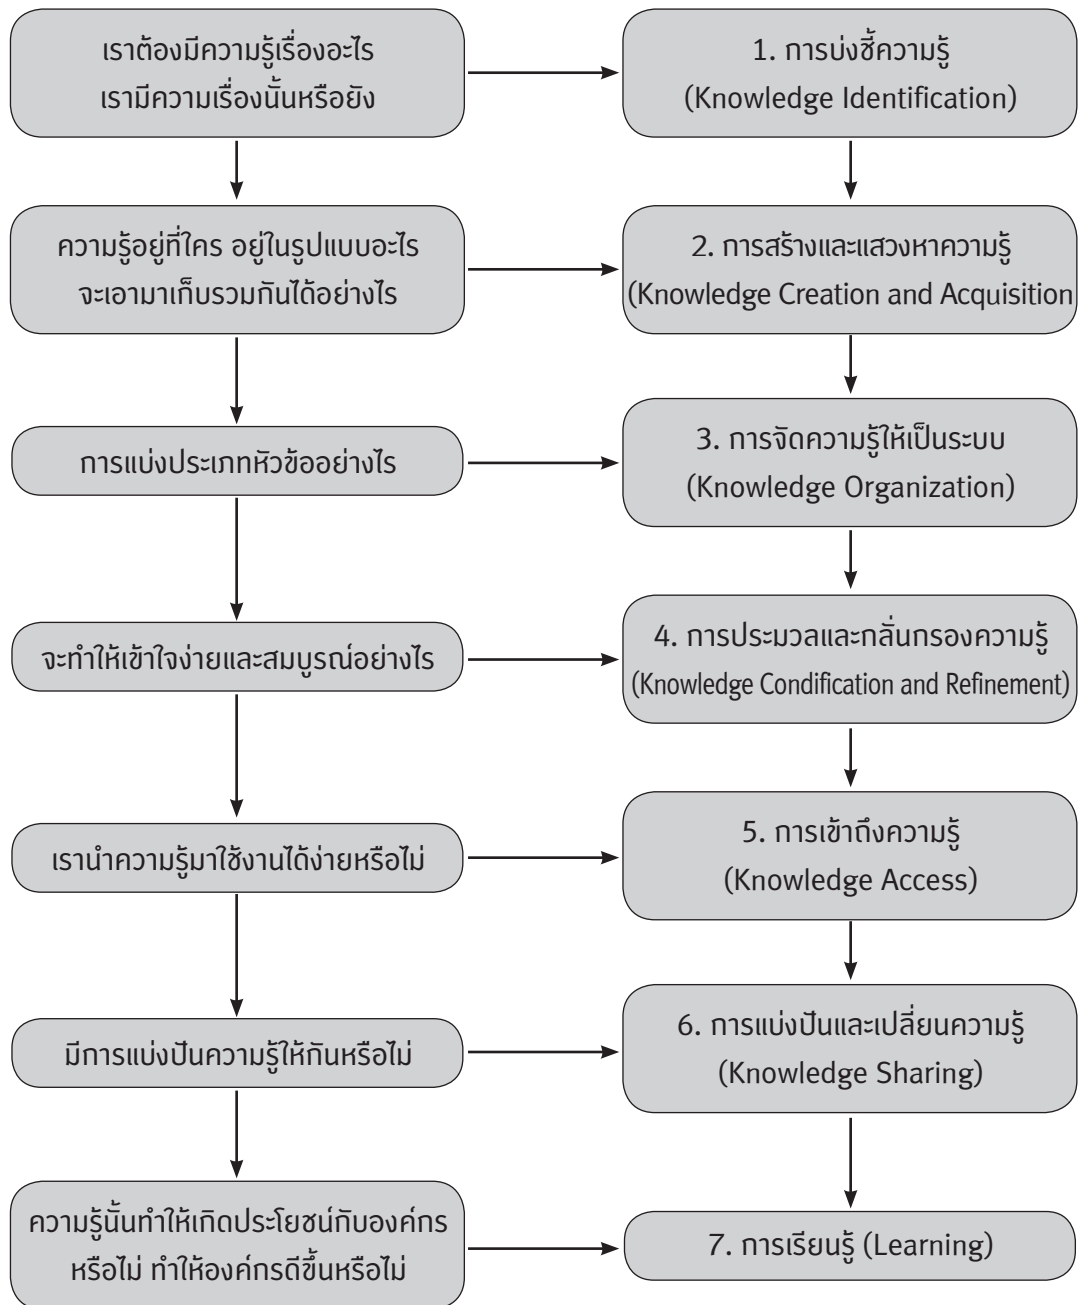 เราต้องมีความรู้เรื่องอะไร
เรามีความเรื่องนั้นหรือยัง
1. การบ่งชี้ความรู้
(Knowledge Identification)
ความรู้อยู่ที่ใคร อยู่ในรูปแบบอะไร
จะเอามาเก็บรวมกันได้อย่างไร
2. การสร้างและแสวงหาความรู้
(Knowledge Creation and Acquisition
การแบ่งประเภทหัวข้ออย่างไร
3. การจัดความรู้ให้เป็นระบบ
(Knowledge Organization)
จะทำให้เข้าใจง่ายและสมบูรณ์อย่างไร
4. การประมวลและกลั่นกรองความรู้
(Knowledge Condification and Refinement)
เรานำความรู้มาใช้งานได้ง่ายหรือไม่
5. การเข้าถึงความรู้
(Knowledge Access)
มีการแบ่งปันความรู้ให้กันหรือไม่
6. การแบ่งปันและเปลี่ยนความรู้
(Knowledge Sharing)
ความรู้นั้นทำให้เกิดประโยชน์กับองค์กร
หรือไม่ ทำให้องค์กรดีขึ้นหรือไม่
7. การเรียนรู้ (Learning)